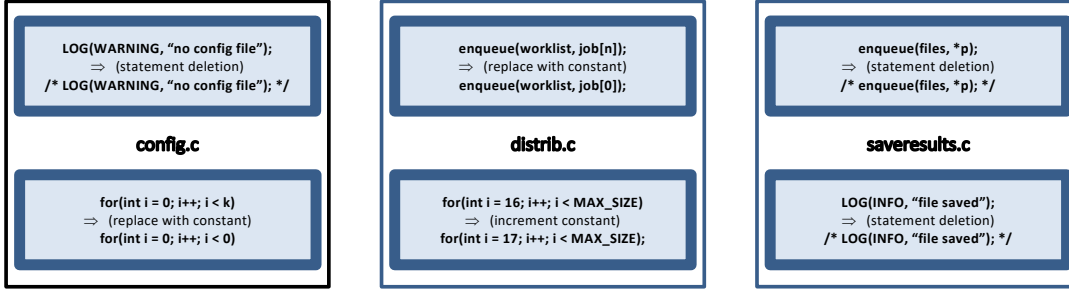 LOG(WARNING, “no config file”);
⇒ (statement deletion)
/* LOG(WARNING, “no config file”); */
config.c
for(int i = 0; i++; i < k)
⇒ (replace with constant)
for(int i = 0; i++; i < 0)
enqueue(worklist, job[n]);
⇒ (replace with constant)
enqueue(worklist, job[0]);
distrib.c
for(int i = 16; i++; i < MAX_SIZE)
⇒ (increment constant)
for(int i = 17; i++; i < MAX_SIZE);
enqueue(files, *p);
⇒ (statement deletion)
/* enqueue(files, *p); */
saveresults.c
LOG(INFO, “file saved”);
⇒ (statement deletion)
/* LOG(INFO, “file saved”); */